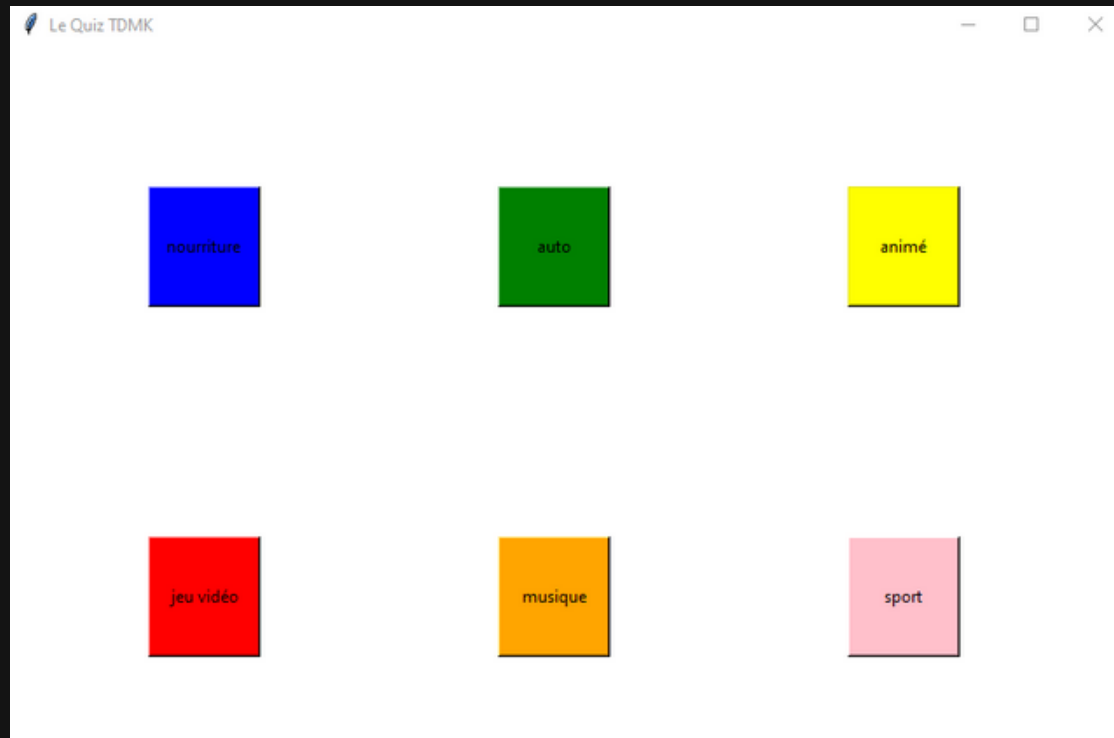 Le Quiz TDMK
nourriture
auto
animé
jeu vidéo
musique
sport